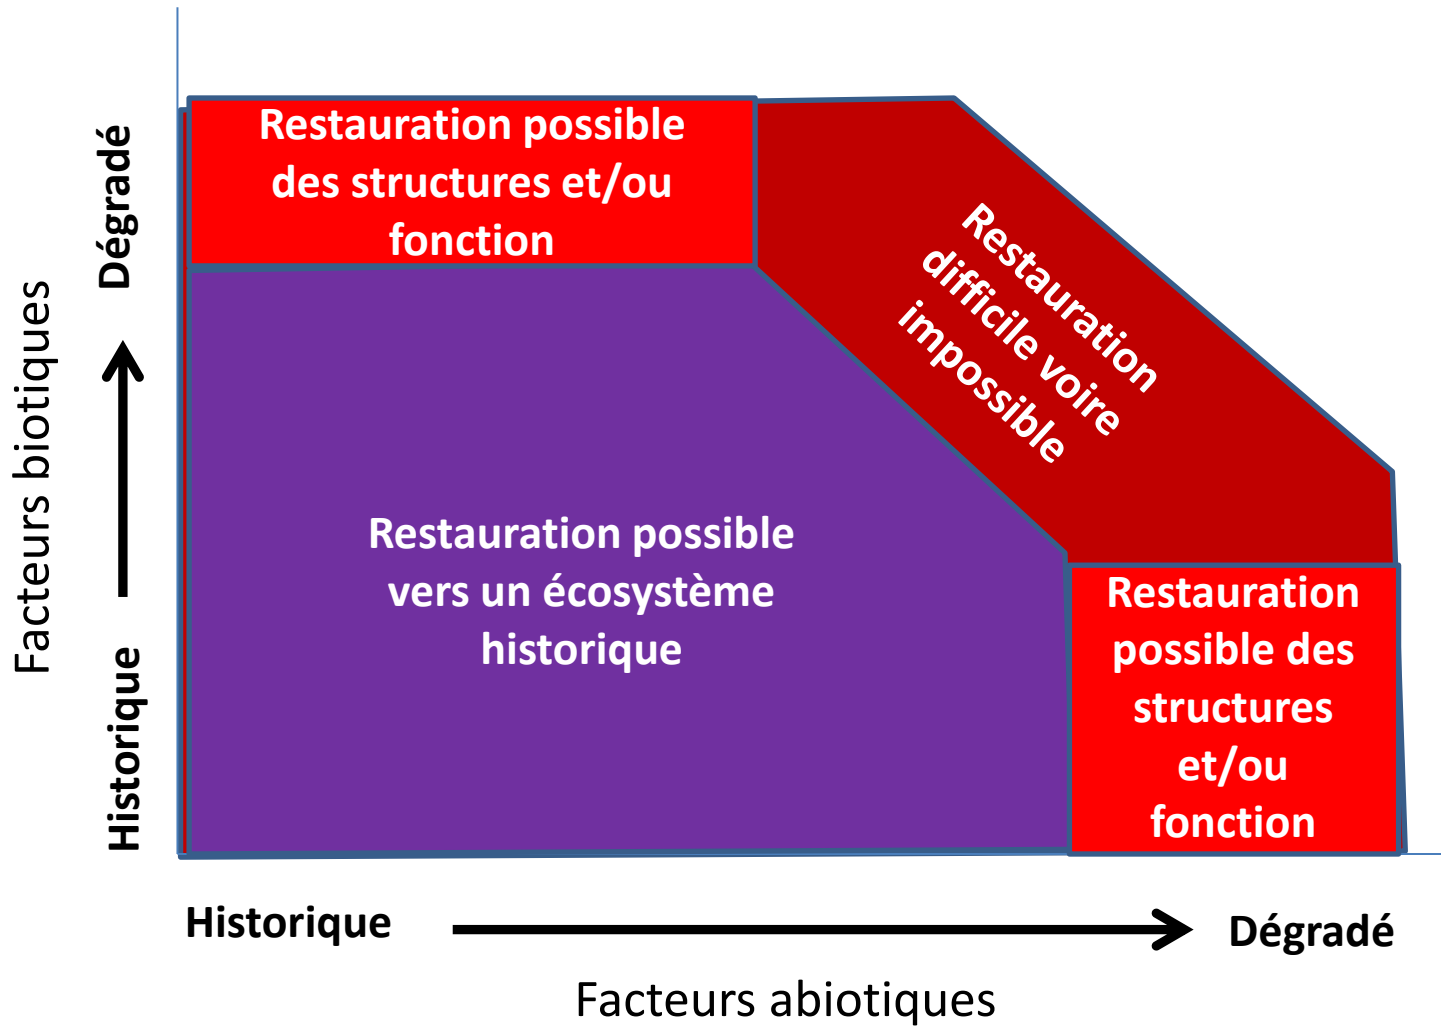 Restauration possible
des structures et/ou
fonction
Restauration
difficile voire
impossible
Restauration possible
vers un écosystème
historique
Restauration
possible des
structures
et/ou
fonction
Facteurs biotiques
Dégradé
Historique
Historique
Dégradé
Facteurs abiotiques